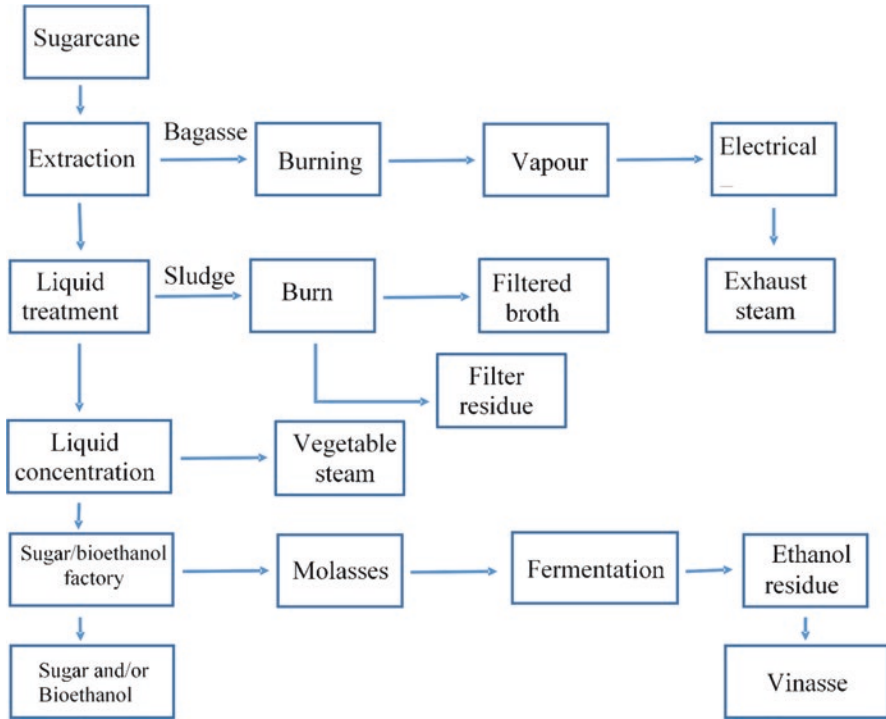 Sugarcane
Bagasse
Extraction
Burning
Vapour
Electrical
_
Liquid
treatment
Sludge
Burn
Filtered
broth
Exhaust
steam
Filter
residue
Liquid
concentration
Vegetable
steam
Sugar/bioethanol
factory
Molasses
Fermentation
Ethanol
residue
Sugar and/or
Bioethanol
Vinasse